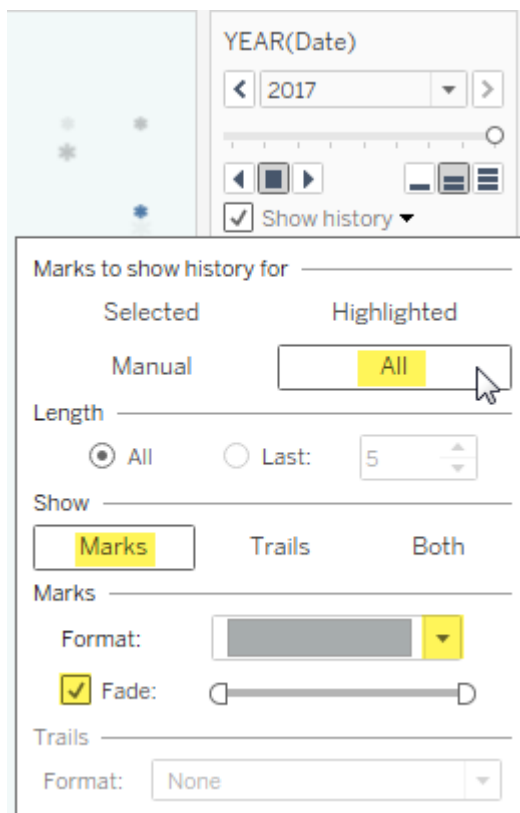 YEAR(Date)
2017
Show history
Marks to show history for
Selected Highlighted
Manual All
Length
All Last: 5
Show
Marks Trails Both
Marks
Format:
Fade:
Trails
Format: None